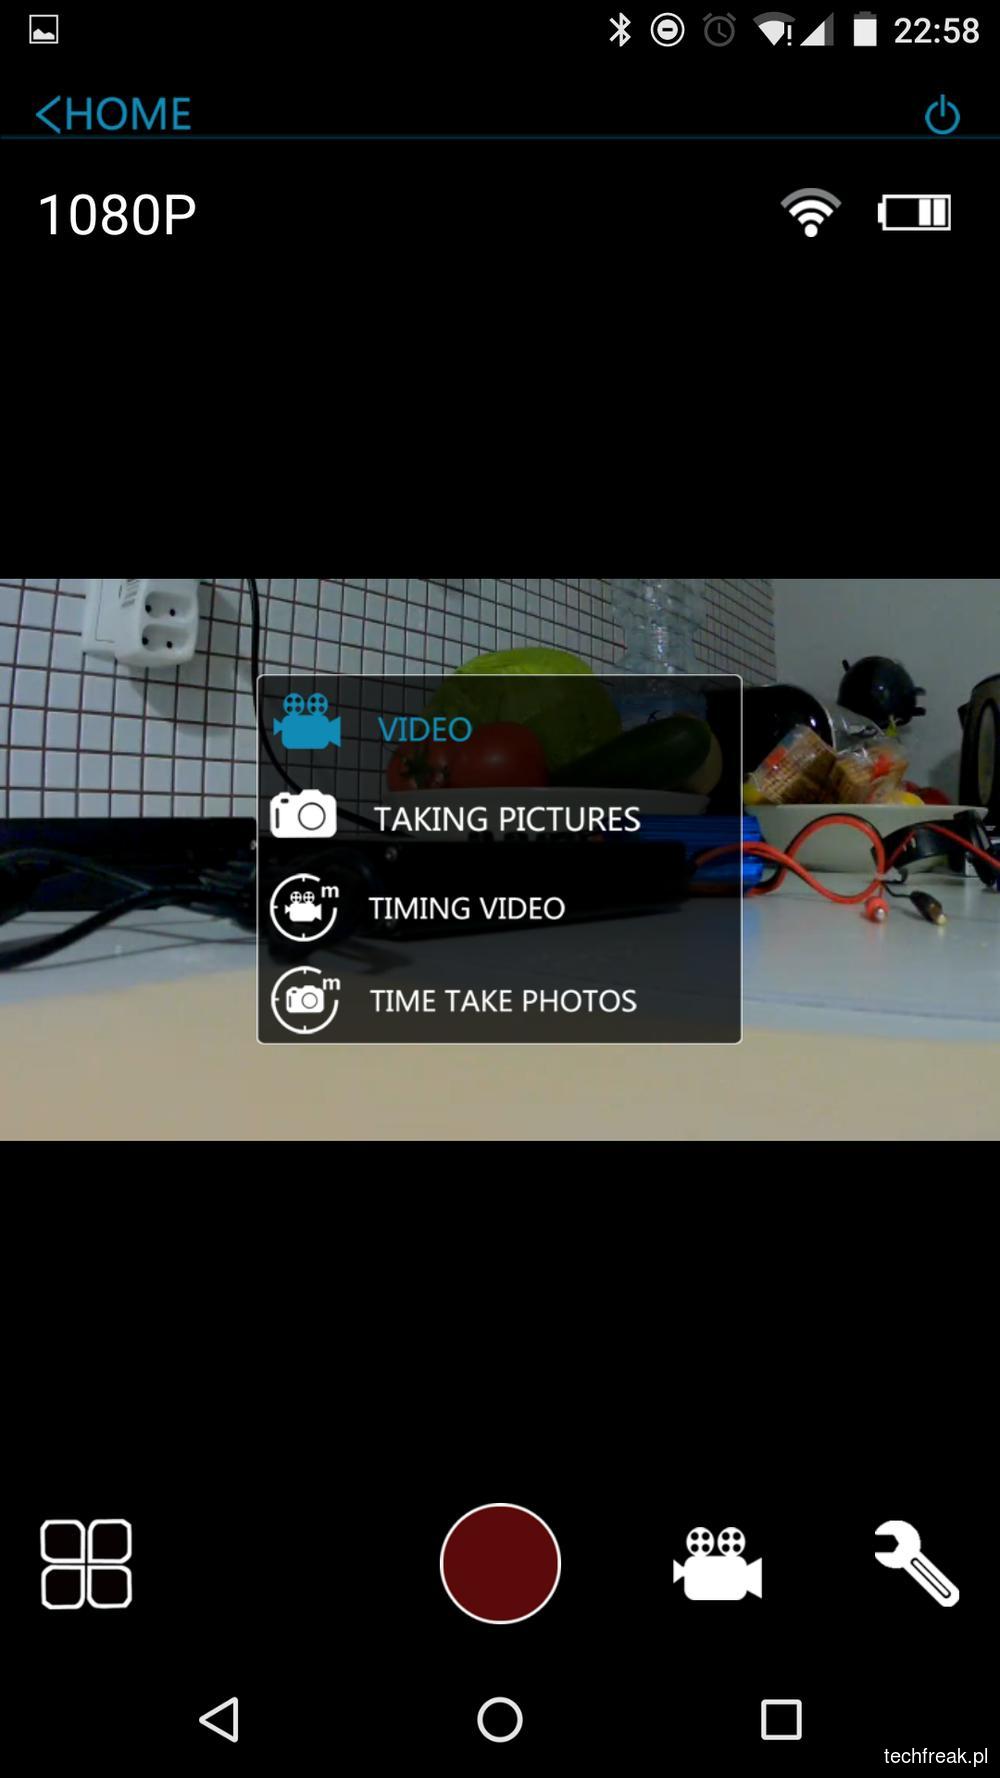 22:58
<HOME
1080P
VIDEO
TAKING PICTURES
m
TIMING VIDEO
m
TIME TAKE PHOTOS
techfreak.pl